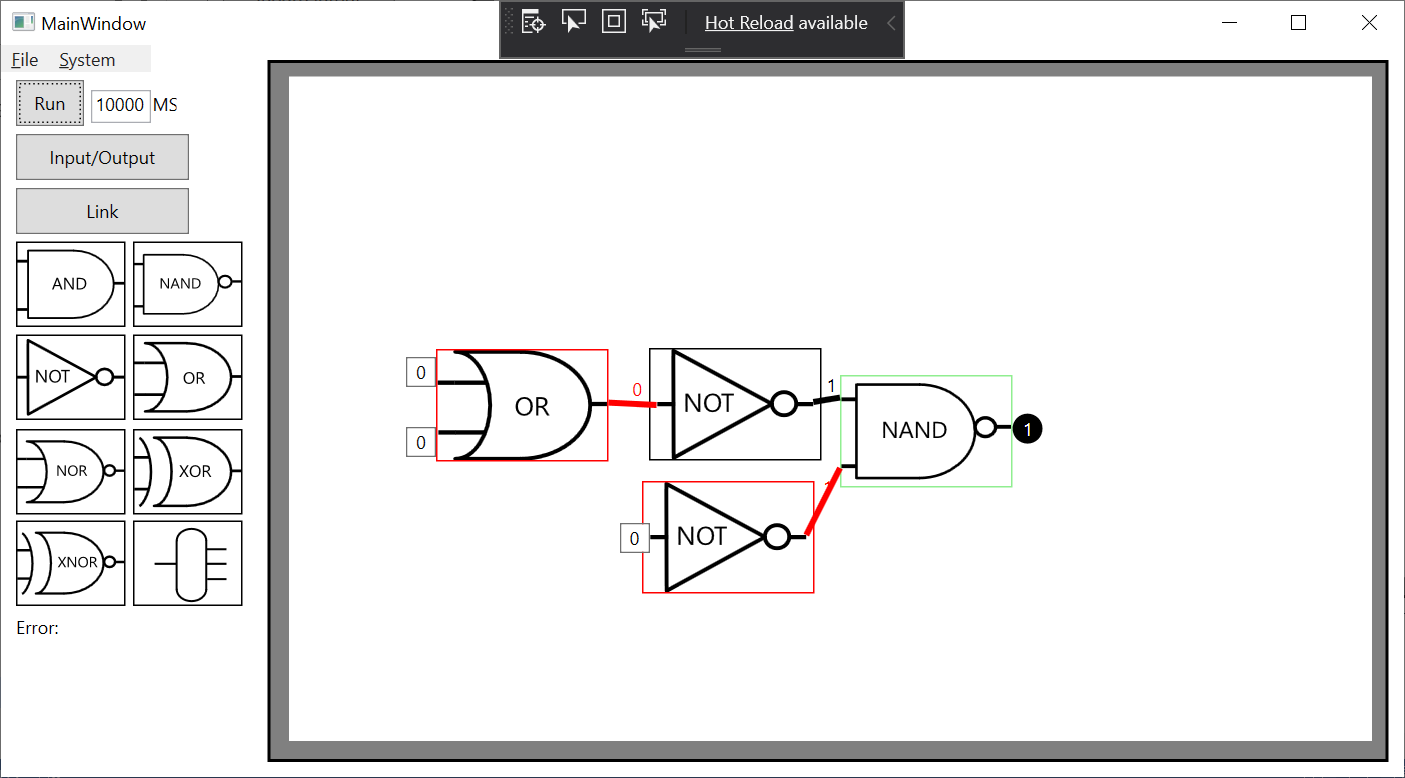 MainWindow
Hot Reload available
File System
Run 10000 MS
Input/Output
Link
AND NAND
NOT OR
NOR XOR
XNOR
Error:
0
0
OR
0
NOT
1
NAND
1
0
NOT